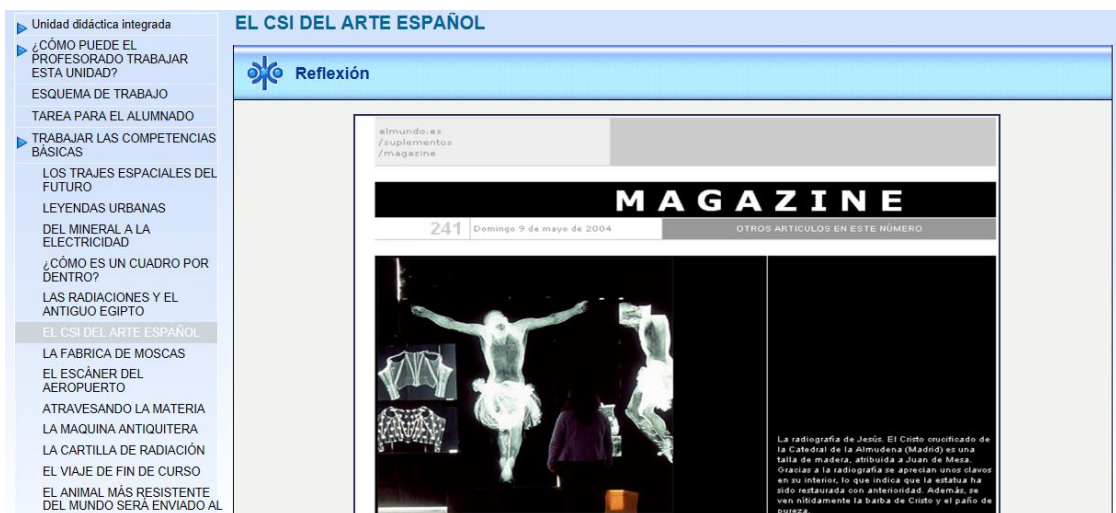 Unidad didáctica integrada
¿CÓMO PUEDE EL
PROFESORADO TRABAJAR
ESTA UNIDAD?
ESQUEMA DE TRABAJO
TAREA PARA EL ALUMNADO
TRABAJAR LAS COMPETENCIAS
BÁSICAS
LOS TRAJES ESPACIALES DEL
FUTURO
LEYENDAS URBANAS
DEL MINERAL A LA
ELECTRICIDAD
¿CÓMO ES UN CUADRO POR
DENTRO?
LAS RADIACIONES Y EL
ANTIGUO EGIPTO
EL CSI DEL ARTE ESPAÑOL
LA FABRICA DE MOSCAS
EL ESCÁNER DEL
AEROPUERTO
ATRAVESANDO LA MATERIA
LA MAQUINA ANTIQUITERA
LA CARTILLA DE RADIACIÓN
EL VIAJE DE FIN DE CURSO
EL ANIMAL MÁS RESISTENTE
DEL MUNDO SERÁ ENVIADO AL
EL CSI DEL ARTE ESPAÑOL
Reflexión
elmundo.es
/suplementos
/magazine
MAGAZINE
241 Domingo 9 de mayo de 2004
OTROS ARTICULOS EN ESTE NÚMERO
La radiografía de Jesús. El Cristo crucificado de
la Catedral de la Almudena (Madrid) es una
talla de madera, atribuida a Juan de Mesa.
Gracias a la radiografía se aprecian unos clavos
en su interior, lo que indica que la estatua ha
sido restaurada con anterioridad. Además, se
ven nítidamente la barba de Cristo y el paño de
pureza.